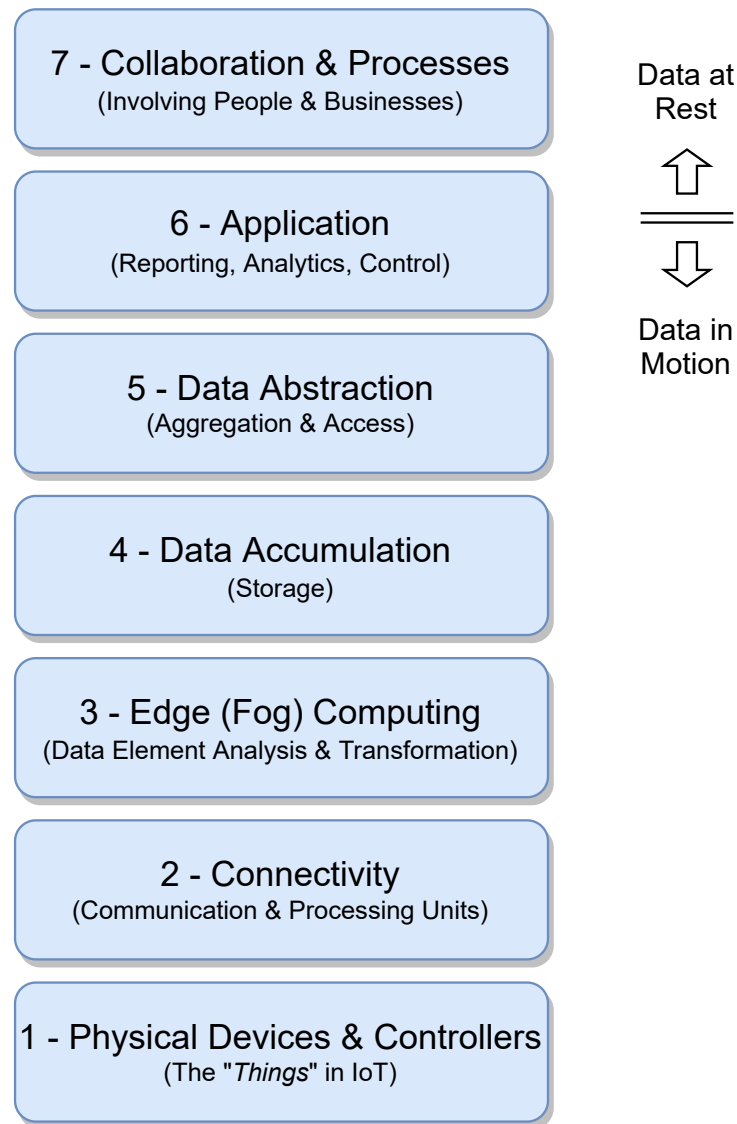 7 - Collaboration & Processes
(Involving People & Businesses)
Data at
Rest
6 - Application
(Reporting, Analytics, Control)
Data in
Motion
5 - Data Abstraction
(Aggregation & Access)
4 - Data Accumulation
(Storage)
3 - Edge (Fog) Computing
(Data Element Analysis & Transformation)
2 - Connectivity
(Communication & Processing Units)
1 - Physical Devices & Controllers
(The "Things" in IoT)